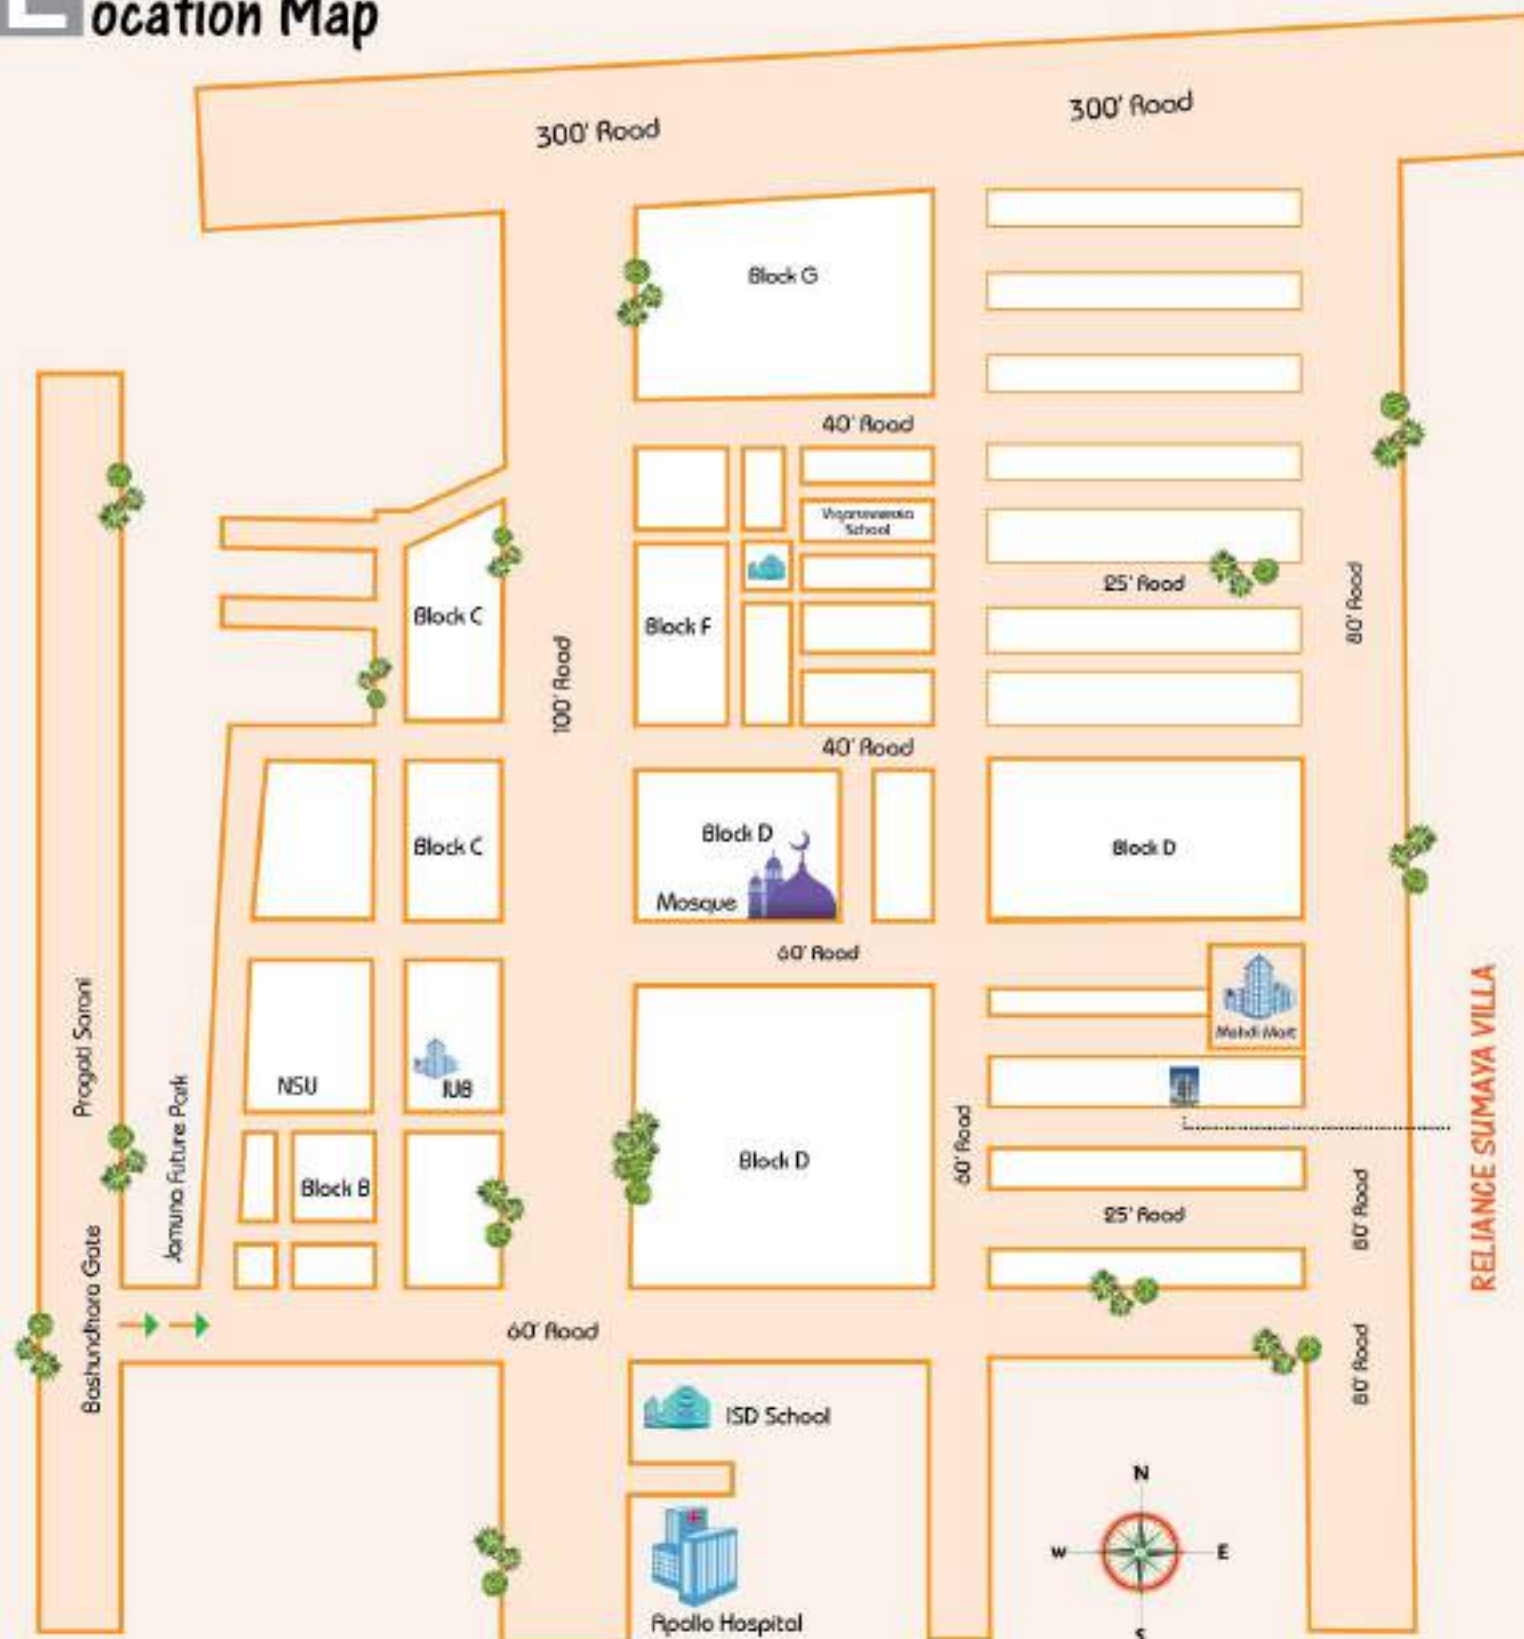 Location Map
300' Road
300' Road
Block G
40' Road
School
Block C
Block F
25' Road
80' Road
100' Road
40' Road
Block C
Block D
Mosque
Block D
60' Road
Mahdi Mart
NSU
IUB
Pragati Sarani
Jamuna Future Park
Block B
Block D
60' Road
25' Road
80' Road
RELIANCE SUMAYA VILLA
Bashundhara Gate
60' Road
80' Road
ISD School
Apollo Hospital
N
W
E
S